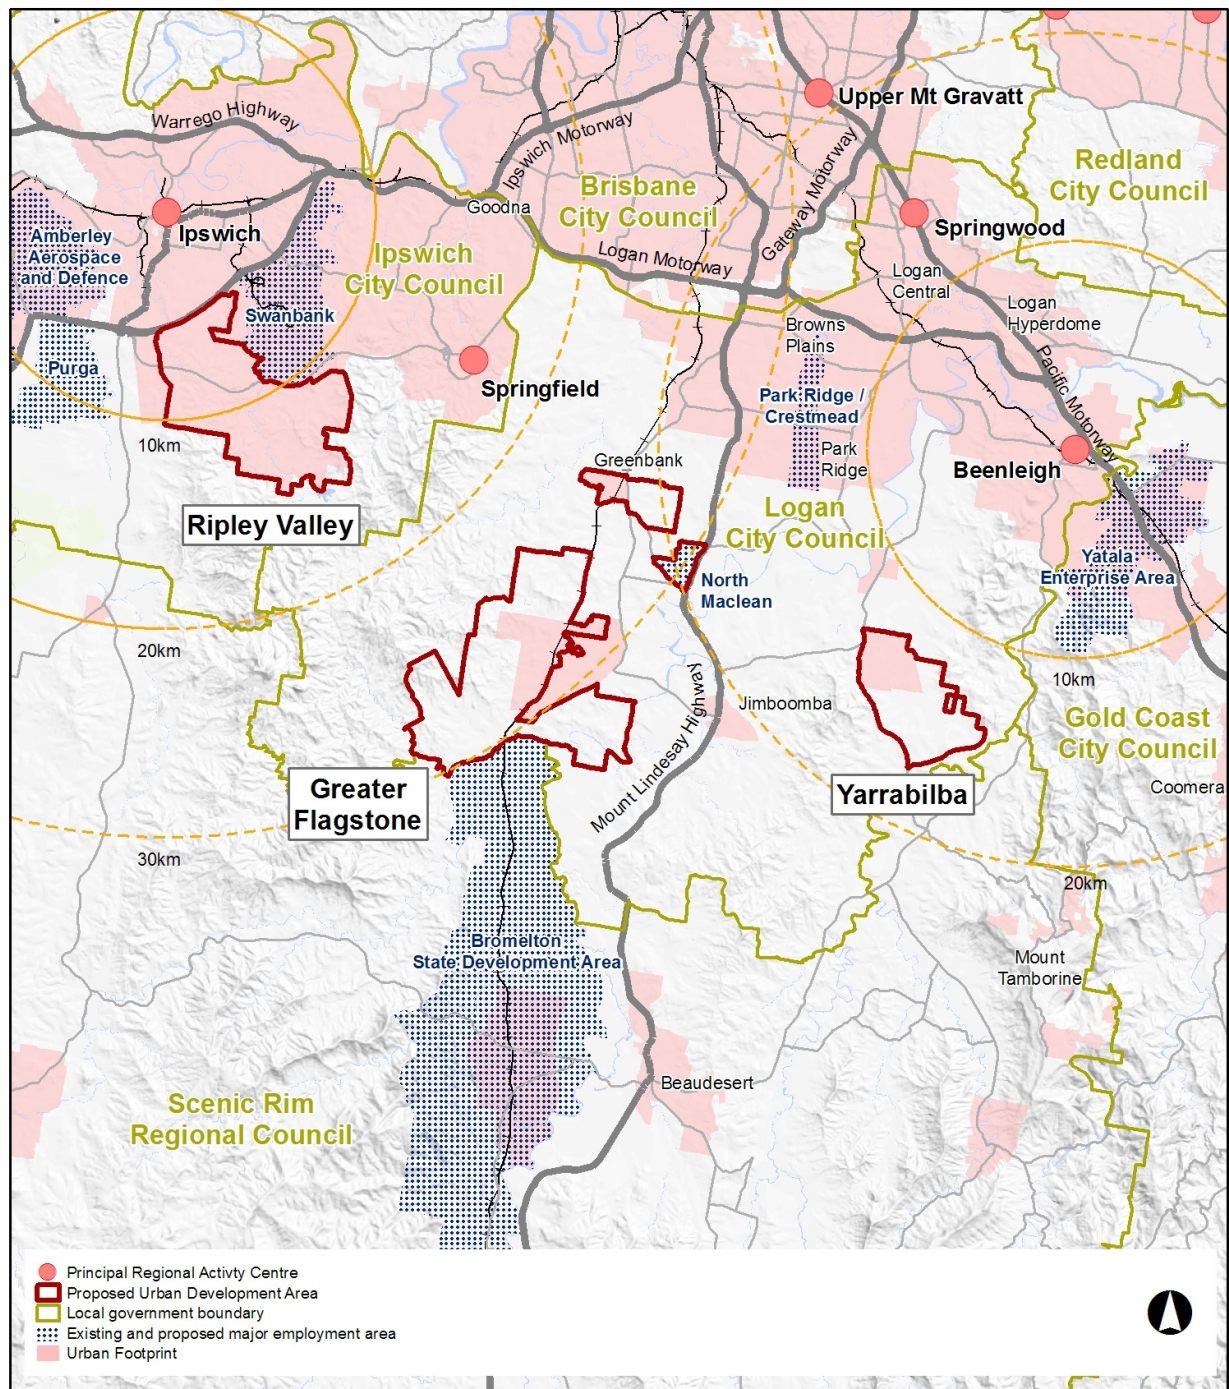 Upper Mt Gravatt
Warrego Highway
Ipswich Motorway
Gateway Motorway
Redland
City Council
Brisbane
City Council
Goodna
Springwood
Ipswich
Amberley
Aerospace
and Defence
Ipswich
City Council
Logan Motorway
Logan
Central
Logan
Hyperdome
Swanbank
Browns
Plains
Pacific Motorway
Purga
Springfield
Park Ridge /
Crestmead
Park
Ridge
10km
Greenbank
Beenleigh
Ripley Valley
Logan
City Council
Yatala
Enterprise Area
North
Maclean
20km
10km
Mount Lindesay Highway
Jimboomba
Gold Coast
City Council
Greater
Flagstone
Yarrabilba
Coomera
30km
20km
Bromelton
State Development Area
Mount
Tamborine
Beaudesert
Scenic Rim
Regional Council
Principal Regional Activty Centre
Proposed Urban Development Area
Local government boundary
Existing and proposed major employment area
Urban Footprint